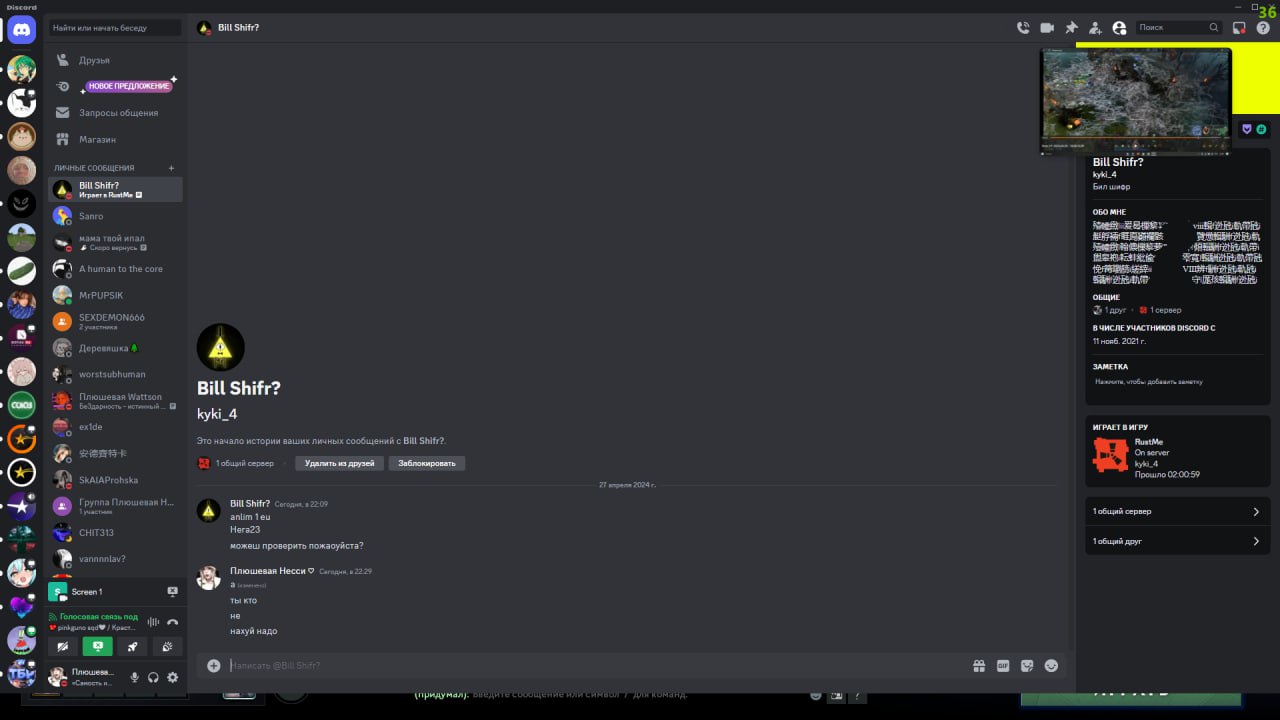 Discord
36
Найти или начать беседу
Bill Shifr?
Поиск
Друзья
НОВОЕ ПРЕДЛОЖЕНИЕ
Запросы общения
Магазин
ЛИЧНЫЕ СООБЩЕНИЯ
Bill Shifr?
Играет в RustMe
Sanro
мама твой ипал
Скоро вернусь
A human to the core
MrPUPSIK
SEXDEMON666
2 участника
Деревяшка
worstsubhuman
Плюшевая Wattson
БеЗдарность - истинный ...
ex1de
安德齊特卡
SkAIAProhska
Группа Плюшевая Н...
1 участник
CHIT313
vannnnlav?
Screen 1
Голосовая связь под
pinkguno sqd / Краст...
Плюшева...
«Самость и...
СОЮЗ
Bill Shifr?
kyki_4
Это начало истории ваших личных сообщений с Bill Shifr?.
1 общий сервер
Удалить из друзей
Заблокировать
27 апреля 2024 г.
Bill Shifr? Сегодня, в 22:09
anlim 1 eu
Hera23
можеш проверить пожаоуйста?
Плюшевая Несси ♡ Сегодня, в 22:29
а (изменено)
ты кто
не
нахуй надо
Написать @Bill Shifr?
GIF
Bill Shifr?
kyki_4
Бил шифр
ОБО МНЕ
ОБЩИЕ
1 друг • 1 сервер
В ЧИСЛЕ УЧАСТНИКОВ DISCORD С
11 нояб. 2021 г.
ЗАМЕТКА
Нажмите, чтобы добавить заметку
ИГРАЕТ В ИГРУ
RustMe
On server
kyki_4
Прошло 02:00:59
1 общий сервер
1 общий друг
(придумал): Введите сообщение или символ / для команд.